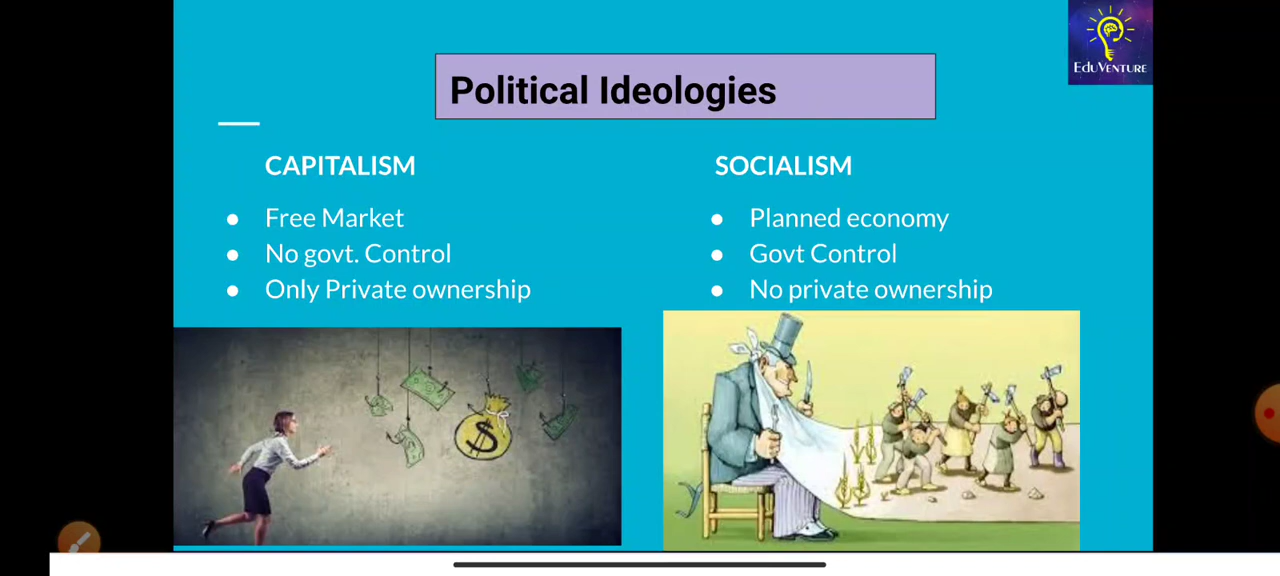 EDUVENTURE
Political Ideologies
CAPITALISM
● Free Market
● No govt. Control
● Only Private ownership
$
SOCIALISM
● Planned economy
● Govt Control
● No private ownership